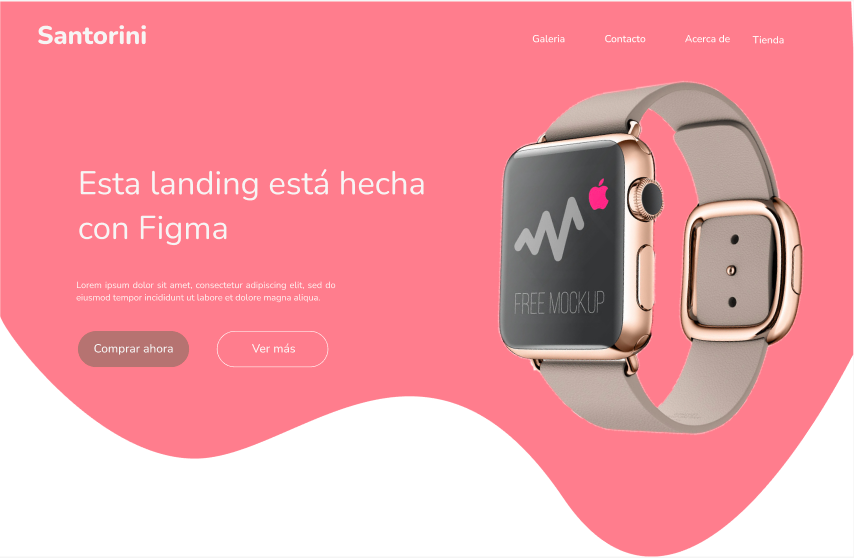 Santorini
Galeria Contacto Acerca de Tienda
Esta landing está hecha
con Figma
Lorem ipsum dolor sit amet, consectetur adipiscing elit, sed do
eiusmod tempor incididunt ut labore et dolore magna aliqua.
Comprar ahora Ver más
FREE MOCKUP